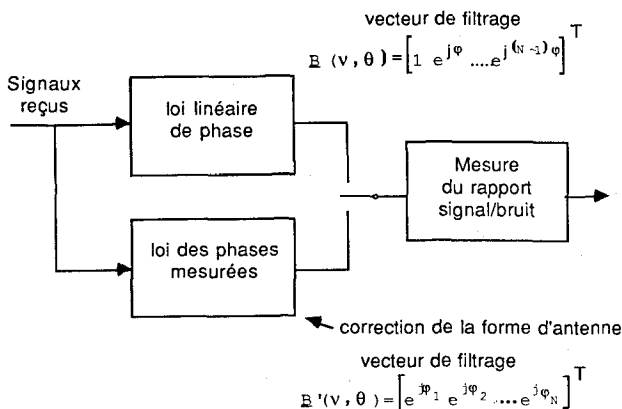 vecteur de filtrage
B (ν, θ) = [1 e^jφ ....e^j(N-1)φ]^T
Signaux
reçus
loi linéaire
de phase
Mesure
du rapport
signal/bruit
loi des phases
mesurées
correction de la forme d'antenne
vecteur de filtrage
B'(ν, θ) = [e^jφ1 e^jφ2 ....e^jφN]^T